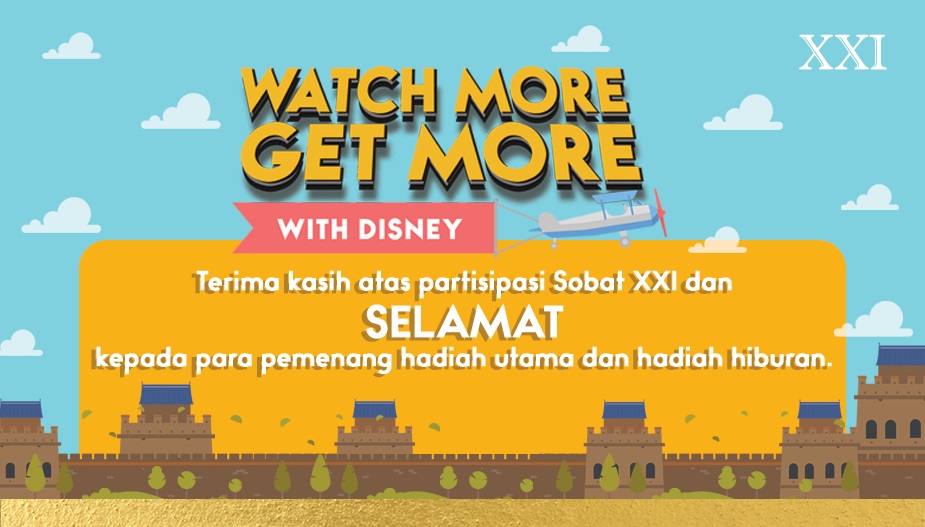 XXI
WATCH MORE
GET MORE
WITH DISNEY
Terima kasih atas partisipasi Sobat XXI dan
SELAMAT
kepada para pemenang hadiah utama dan hadiah hiburan.